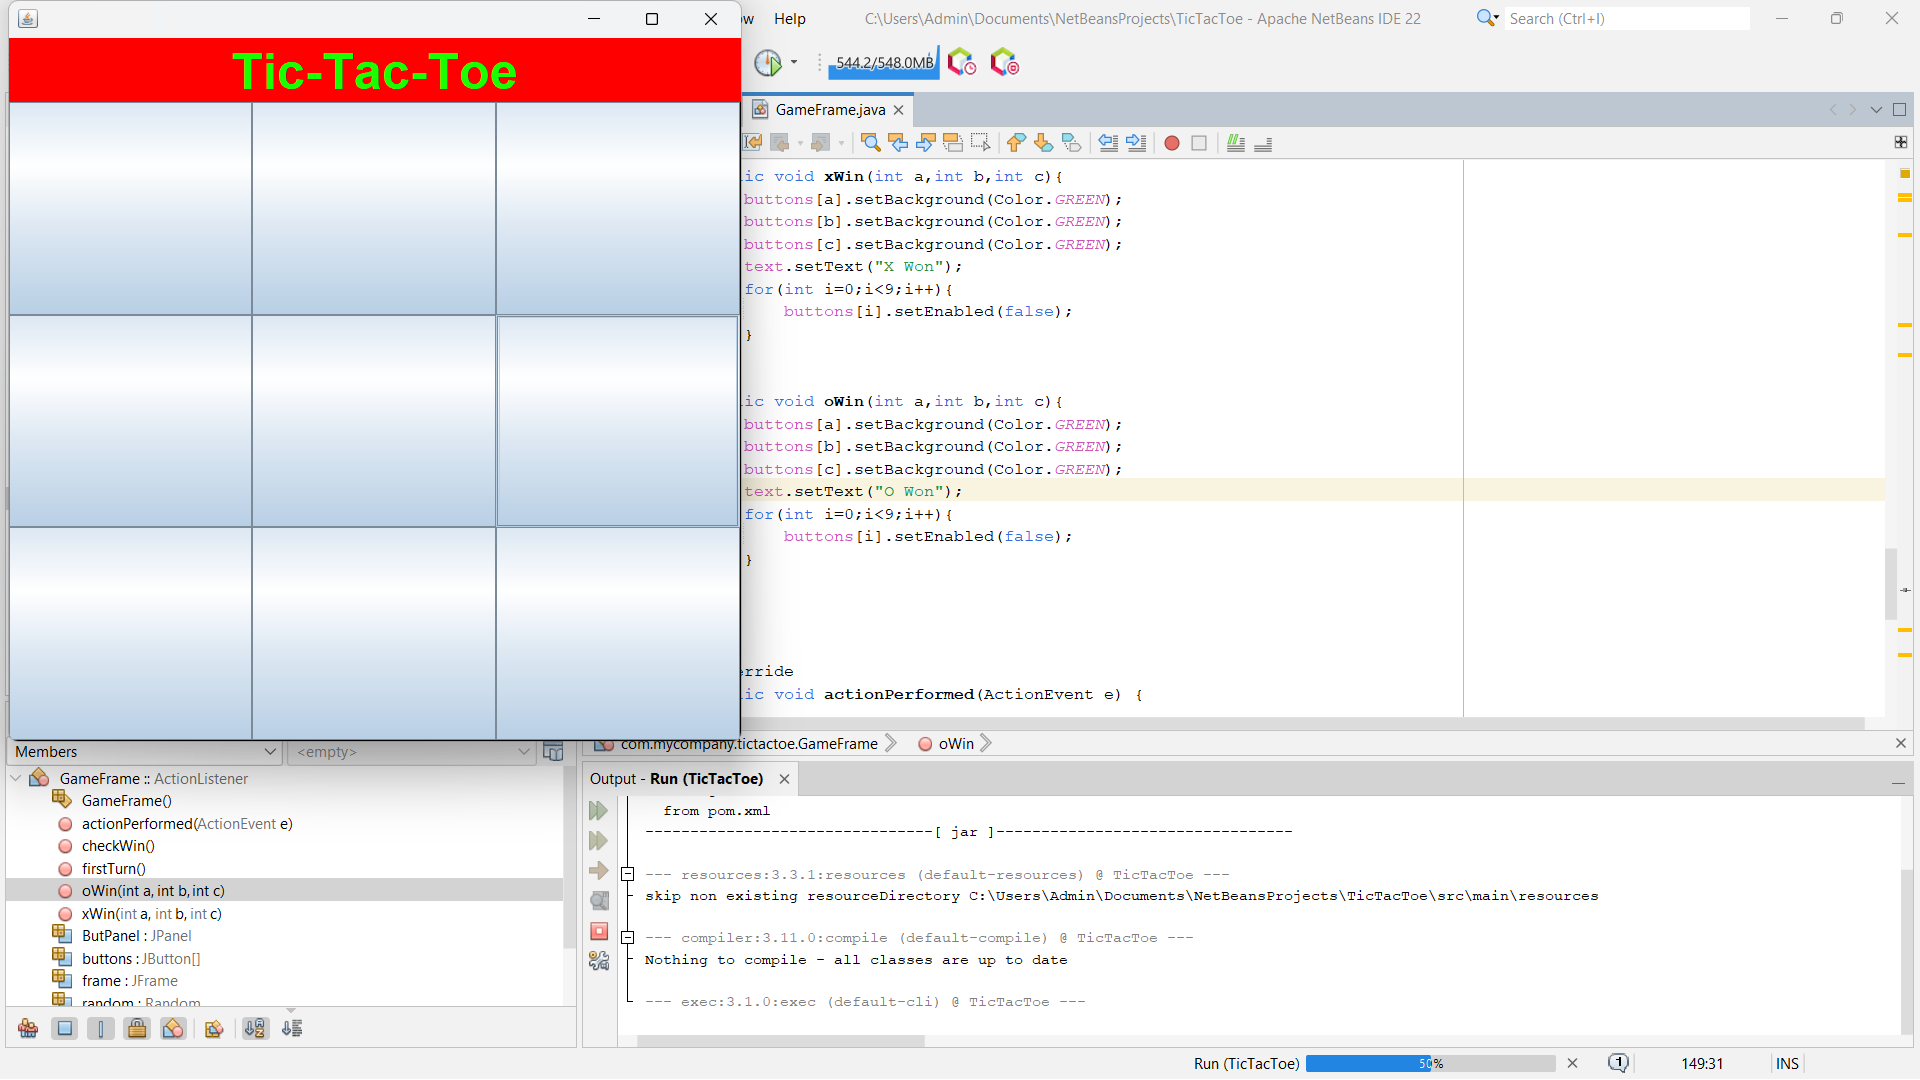 ow Help C:\Users\Admin\Documents\NetBeansProjects\TicTacToe - Apache NetBeans IDE 22 Search (Ctrl+I)
Tic-Tac-Toe
544.2/548.0MB
GameFrame.java
ic void xWin(int a,int b,int c){
buttons[a].setBackground(Color.GREEN);
buttons[b].setBackground(Color.GREEN);
buttons[c].setBackground(Color.GREEN);
text.setText("X Won");
for(int i=0;i<9;i++){
buttons[i].setEnabled(false);
}
ic void oWin(int a,int b,int c){
buttons[a].setBackground(Color.GREEN);
buttons[b].setBackground(Color.GREEN);
buttons[c].setBackground(Color.GREEN);
text.setText("O Won");
for(int i=0;i<9;i++){
buttons[i].setEnabled(false);
}
erride
ic void actionPerformed(ActionEvent e) {
com.mycompany.tictactoe.GameFrame oWin
Members <empty>
GameFrame :: ActionListener
GameFrame()
actionPerformed(ActionEvent e)
checkWin()
firstTurn()
oWin(int a, int b, int c)
xWin(int a, int b, int c)
ButPanel : JPanel
buttons : JButton[]
frame : JFrame
random : Random
Output - Run (TicTacToe)
from pom.xml
--------------------------------[ jar ]---------------------------------
--- resources:3.3.1:resources (default-resources) @ TicTacToe ---
skip non existing resourceDirectory C:\Users\Admin\Documents\NetBeansProjects\TicTacToe\src\main\resources
--- compiler:3.11.0:compile (default-compile) @ TicTacToe ---
Nothing to compile - all classes are up to date
--- exec:3.1.0:exec (default-cli) @ TicTacToe ---
Run (TicTacToe) 50% 1 149:31 INS